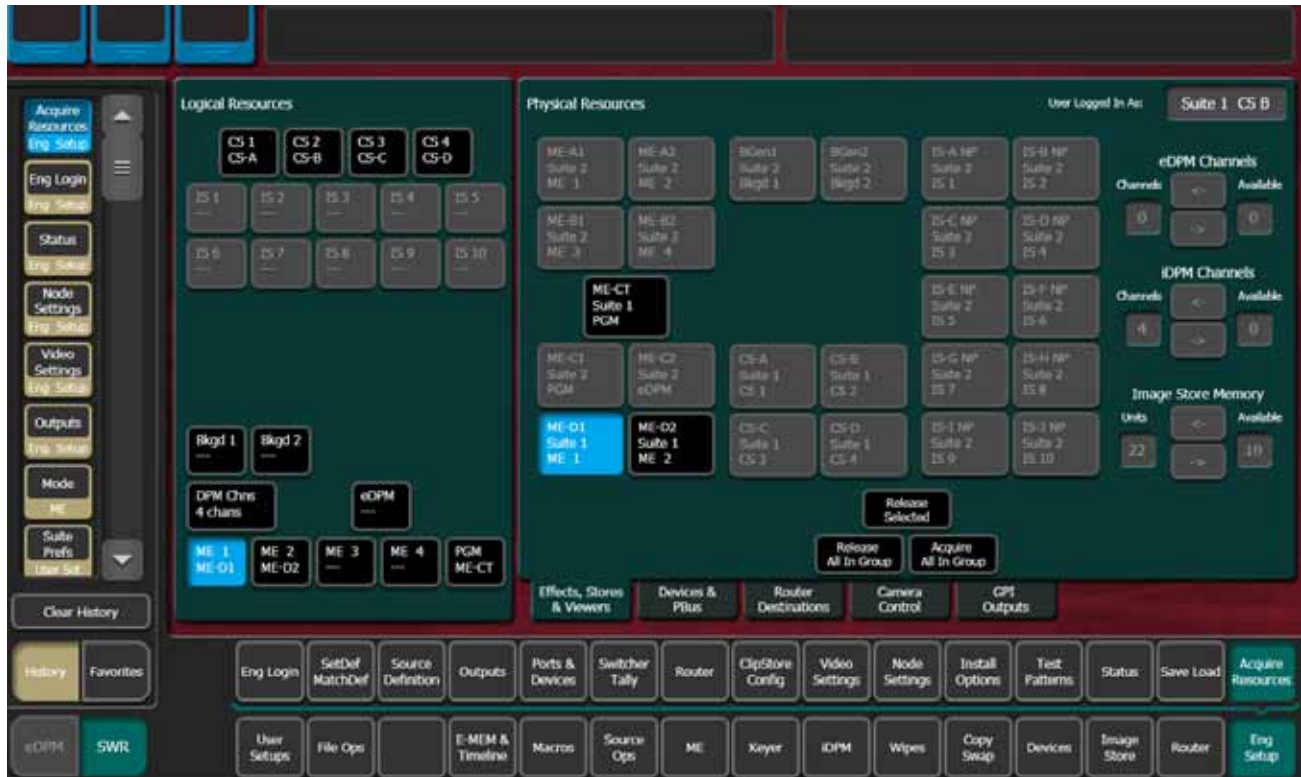 Acquire
Resources
Eng Setup
Eng Login
Eng Setup
Status
Eng Setup
Node
Settings
Eng Setup
Video
Settings
Eng Setup
Outputs
Eng Setup
Mode
ME
Suite
Prefs
User Set
Clear History
History Favorites
eDPM SWR
Logical Resources
CS 1 CS 2 CS 3 CS 4
CS-A CS-B CS-C CS-D
IS 1 IS 2 IS 3 IS 4 IS 5
--- --- --- --- ---
IS 6 IS 7 IS 8 IS 9 IS 10
--- --- --- --- ---
Bkgd 1 Bkgd 2
--- ---
DPM Chns eDPM
4 chans ---
ME 1 ME 2 ME 3 ME 4 PGM
ME-D1 ME-D2 --- --- ME-CT
Physical Resources
User Logged In As: Suite 1 CS B
ME-A1 ME-A2 BGen1 BGen2 IS-A NP IS-B NP
Suite 2 Suite 2 Suite 2 Suite 2 Suite 2 Suite 2
ME 1 ME 2 Bkgd 1 Bkgd 2 IS 1 IS 2
ME-B1 ME-B2 IS-C NP IS-D NP
Suite 2 Suite 2 Suite 2 Suite 2
ME 3 ME 4 IS 3 IS 4
ME-CT IS-E NP IS-F NP
Suite 1 Suite 2 Suite 2
PGM IS 5 IS 6
ME-C1 ME-C2 CS-A CS-B IS-G NP IS-H NP
Suite 2 Suite 2 Suite 1 Suite 1 Suite 2 Suite 2
PGM eDPM CS 1 CS 2 IS 7 IS 8
ME-D1 ME-D2 CS-C CS-D IS-I NP IS-J NP
Suite 1 Suite 1 Suite 1 Suite 1 Suite 2 Suite 2
ME 1 ME 2 CS 3 CS 4 IS 9 IS 10
eDPM Channels
Channels <- Available
0 -> 0
iDPM Channels
Channels <- Available
4 -> 0
Image Store Memory
Units <- Available
22 -> 10
Release
Selected
Release Acquire
All In Group All In Group
Effects, Stores Devices & Router Camera GPI
& Viewers PBus Destinations Control Outputs
Eng Login SetDef Source Outputs Ports & Switcher Router ClipStore Video Node Install Test Status Save Load Acquire
MatchDef Definition Devices Tally Config Settings Settings Options Patterns Resources
User File Ops E-MEM & Macros Source ME Keyer iDPM Wipes Copy Devices Image Router Eng
Setups Timeline Ops Swap Store Setup